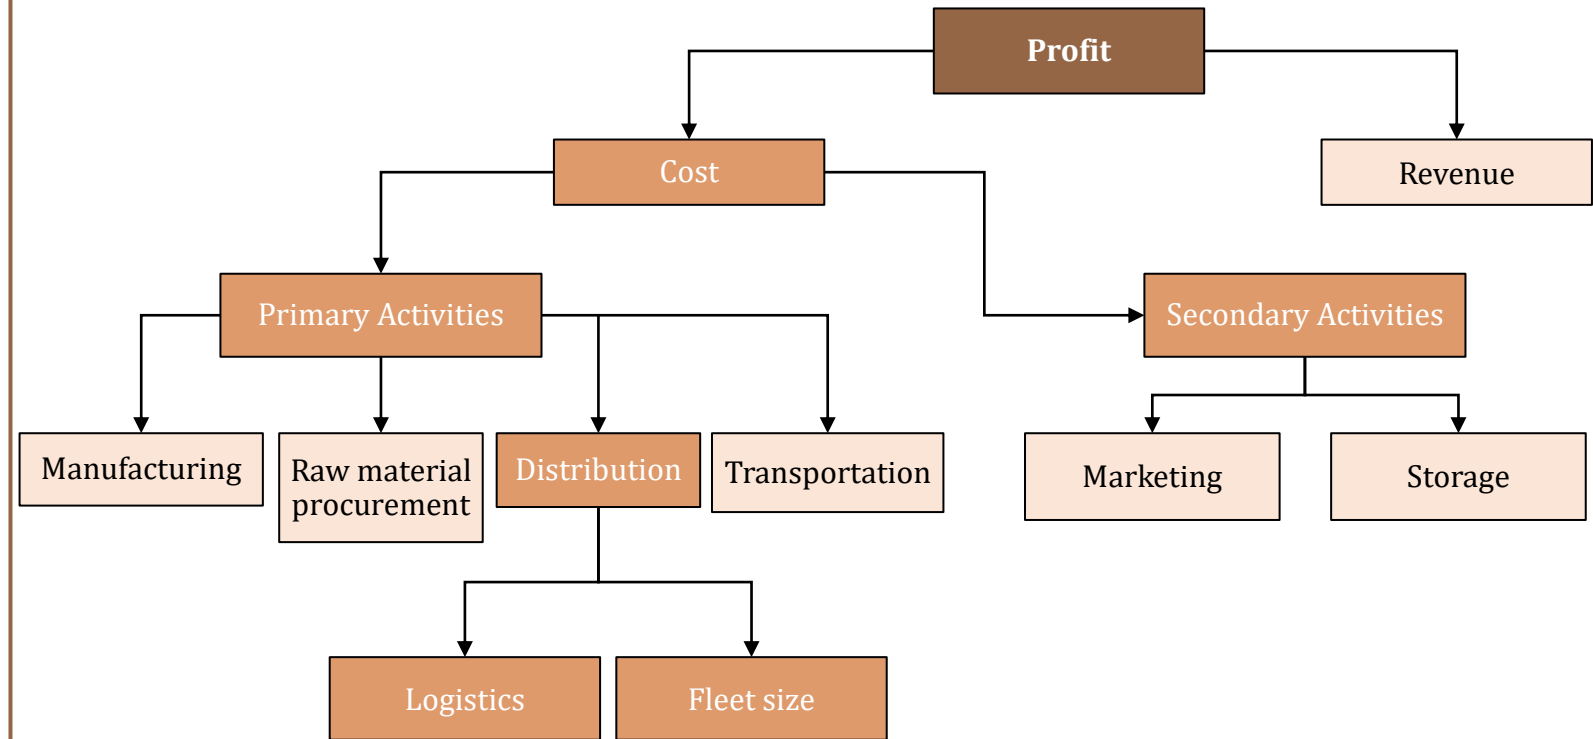 Profit
Cost
Revenue
Primary Activities
Secondary Activities
Manufacturing
Raw material
procurement
Distribution
Transportation
Marketing
Storage
Logistics
Fleet size